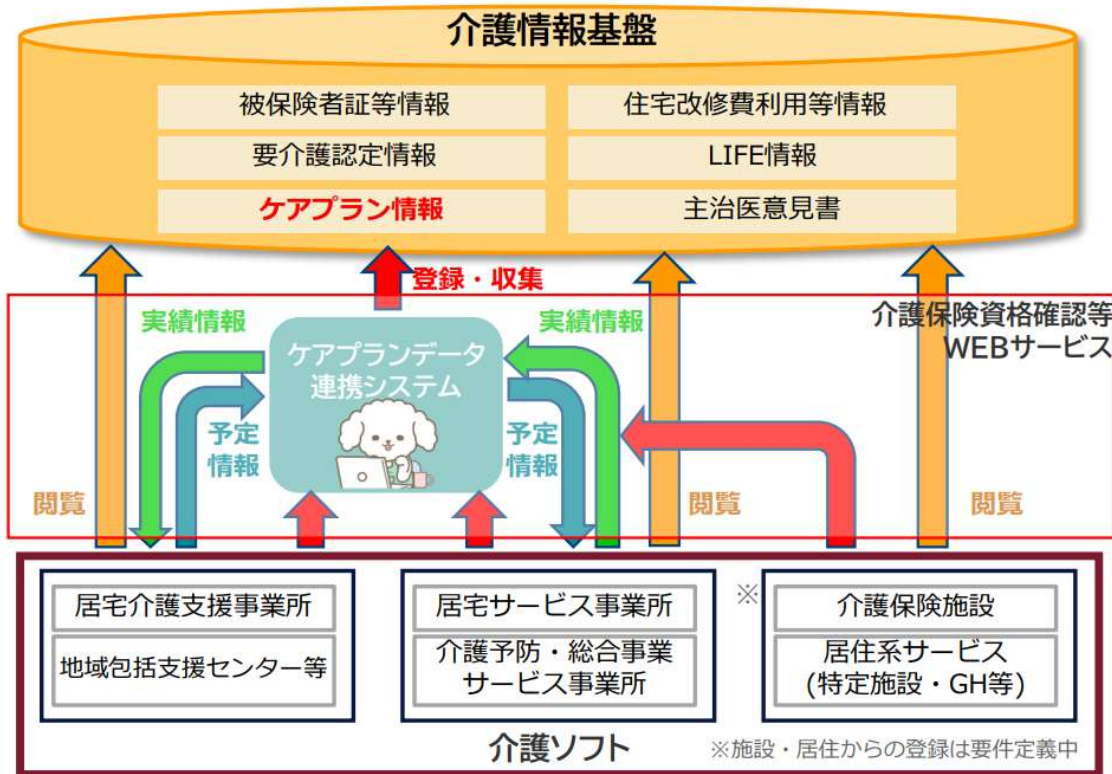 介護情報基盤
被保険者証等情報
住宅改修費利用等情報
要介護認定情報
LIFE情報
ケアプラン情報
主治医意見書
登録・収集
介護保険資格確認等
WEBサービス
実績情報
実績情報
ケアプランデータ
連携システム
予定
情報
予定
情報
閲覧
閲覧
閲覧
居宅介護支援事業所
地域包括支援センター等
居宅サービス事業所
介護予防・総合事業
サービス事業所
※
介護保険施設
居住系サービス
(特定施設・GH等)
介護ソフト
※施設・居住からの登録は要件定義中